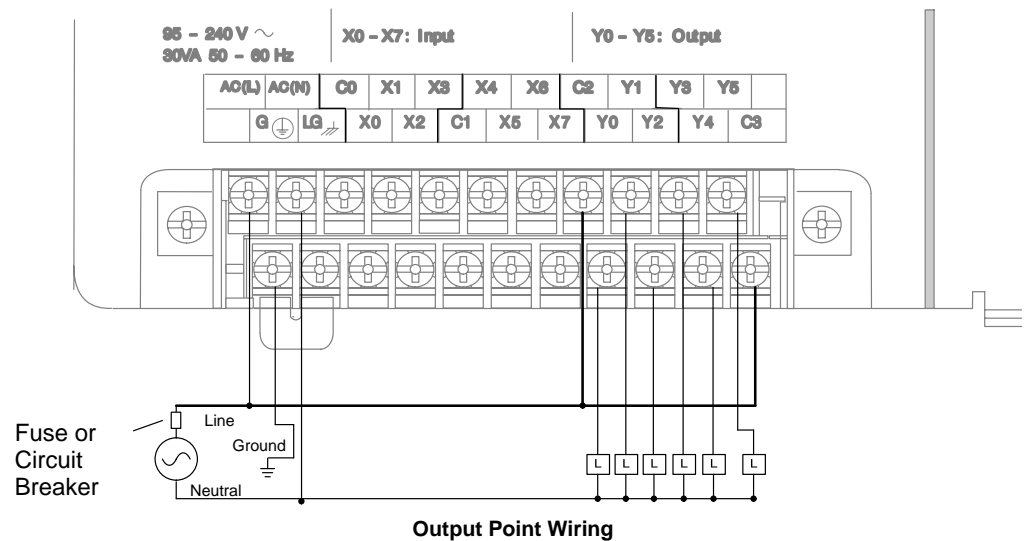 95 – 240 V ~ X0 – X7: Input Y0 – Y5: Output
30VA 50 – 60 Hz
AC(L) AC(N) C0 X1 X3 X4 X6 C2 Y1 Y3 Y5
G LG X0 X2 C1 X5 X7 Y0 Y2 Y4 C3
Line
Fuse or
Circuit
Breaker
Ground
L L L L L L
Neutral
Output Point Wiring